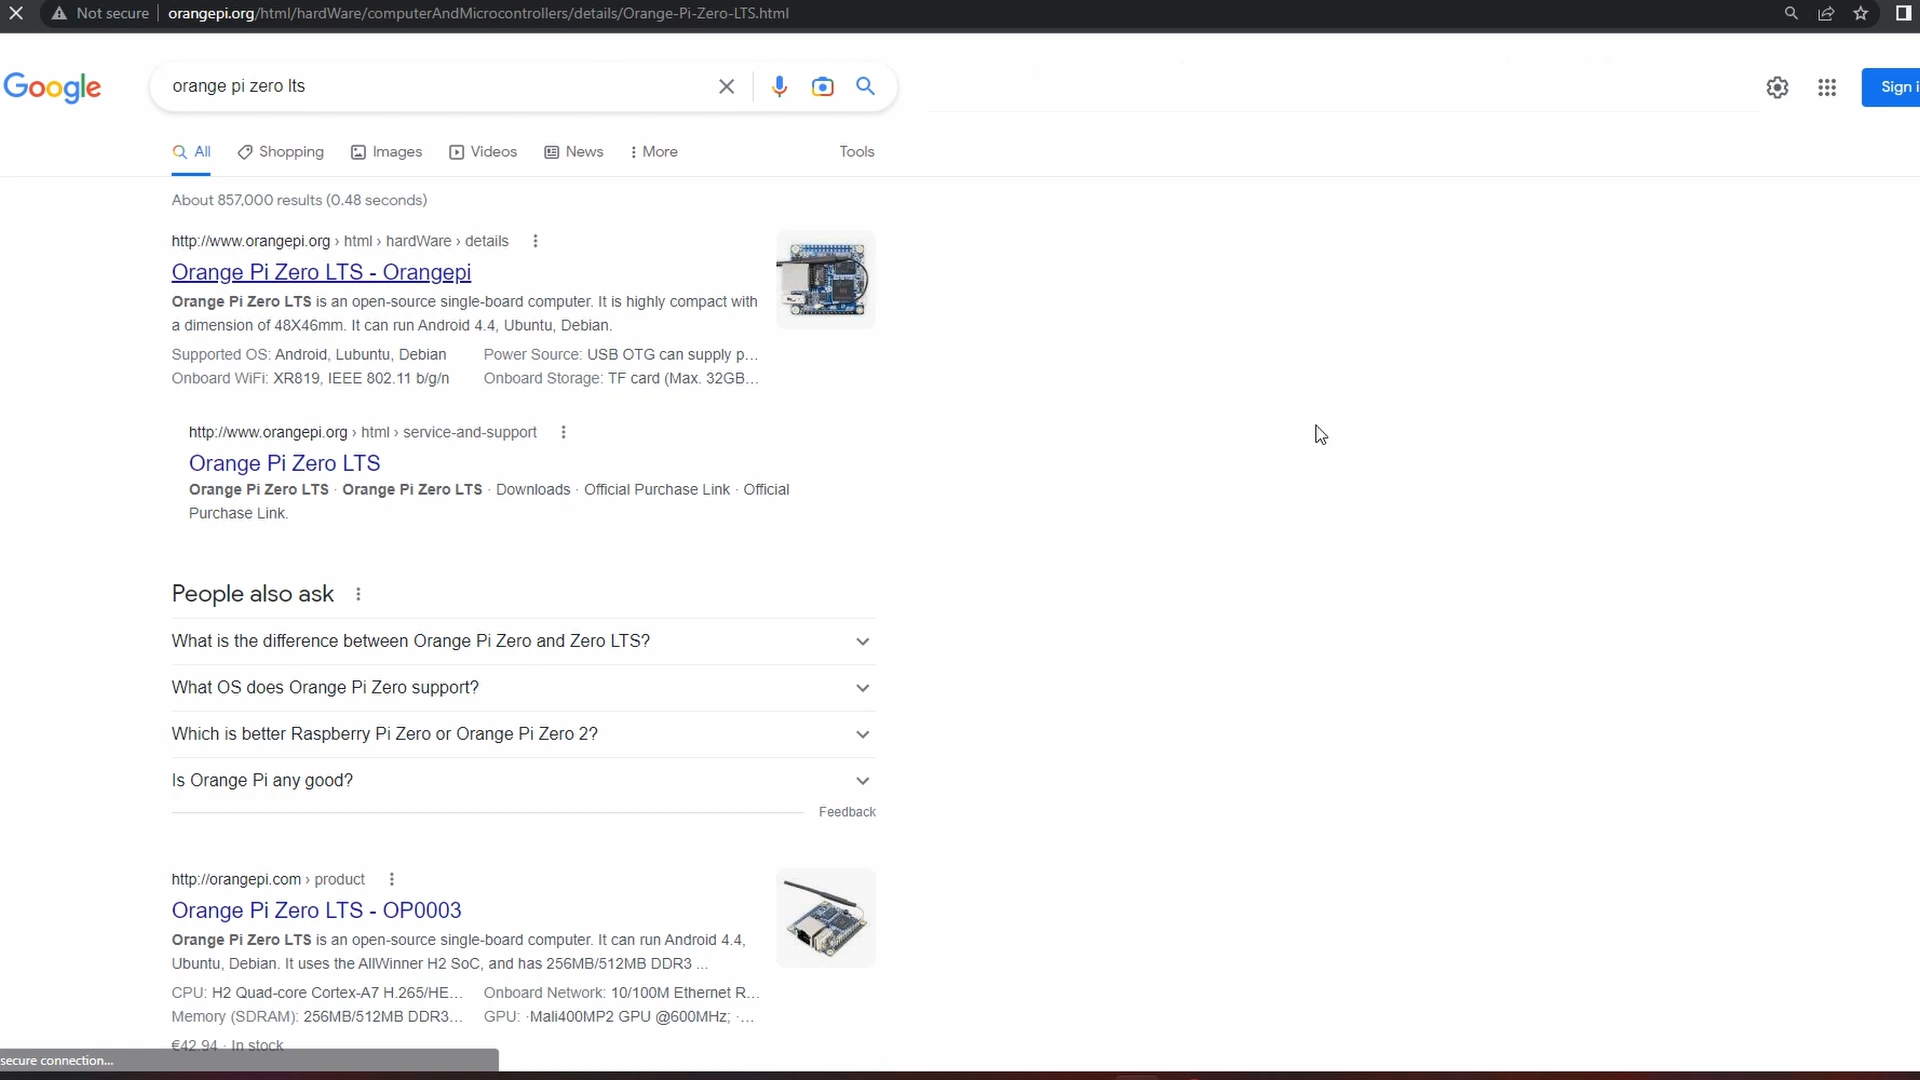 Not secure
orangepi.org/html/hardWare/computerAndMicrocontrollers/details/Orange-Pi-Zero-LTS.html
Google
orange pi zero lts
Sign i
All
Shopping
Images
Videos
News
More
Tools
About 857,000 results (0.48 seconds)
http://www.orangepi.org › html › hardWare › details
Orange Pi Zero LTS - Orangepi
Orange Pi Zero LTS is an open-source single-board computer. It is highly compact with
a dimension of 48X46mm. It can run Android 4.4, Ubuntu, Debian.
Supported OS: Android, Lubuntu, Debian
Power Source: USB OTG can supply p...
Onboard WiFi: XR819, IEEE 802.11 b/g/n
Onboard Storage: TF card (Max. 32GB...
http://www.orangepi.org › html › service-and-support
Orange Pi Zero LTS
Orange Pi Zero LTS · Orange Pi Zero LTS · Downloads · Official Purchase Link · Official
Purchase Link.
People also ask
What is the difference between Orange Pi Zero and Zero LTS?
What OS does Orange Pi Zero support?
Which is better Raspberry Pi Zero or Orange Pi Zero 2?
Is Orange Pi any good?
Feedback
http://orangepi.com › product
Orange Pi Zero LTS - OP0003
Orange Pi Zero LTS is an open-source single-board computer. It can run Android 4.4,
Ubuntu, Debian. It uses the AllWinner H2 SoC, and has 256MB/512MB DDR3 ...
CPU: H2 Quad-core Cortex-A7 H.265/HE...
Onboard Network: 10/100M Ethernet R...
Memory (SDRAM): 256MB/512MB DDR3...
GPU: ·Mali400MP2 GPU @600MHz; ·...
€42.94 · In stock
secure connection...